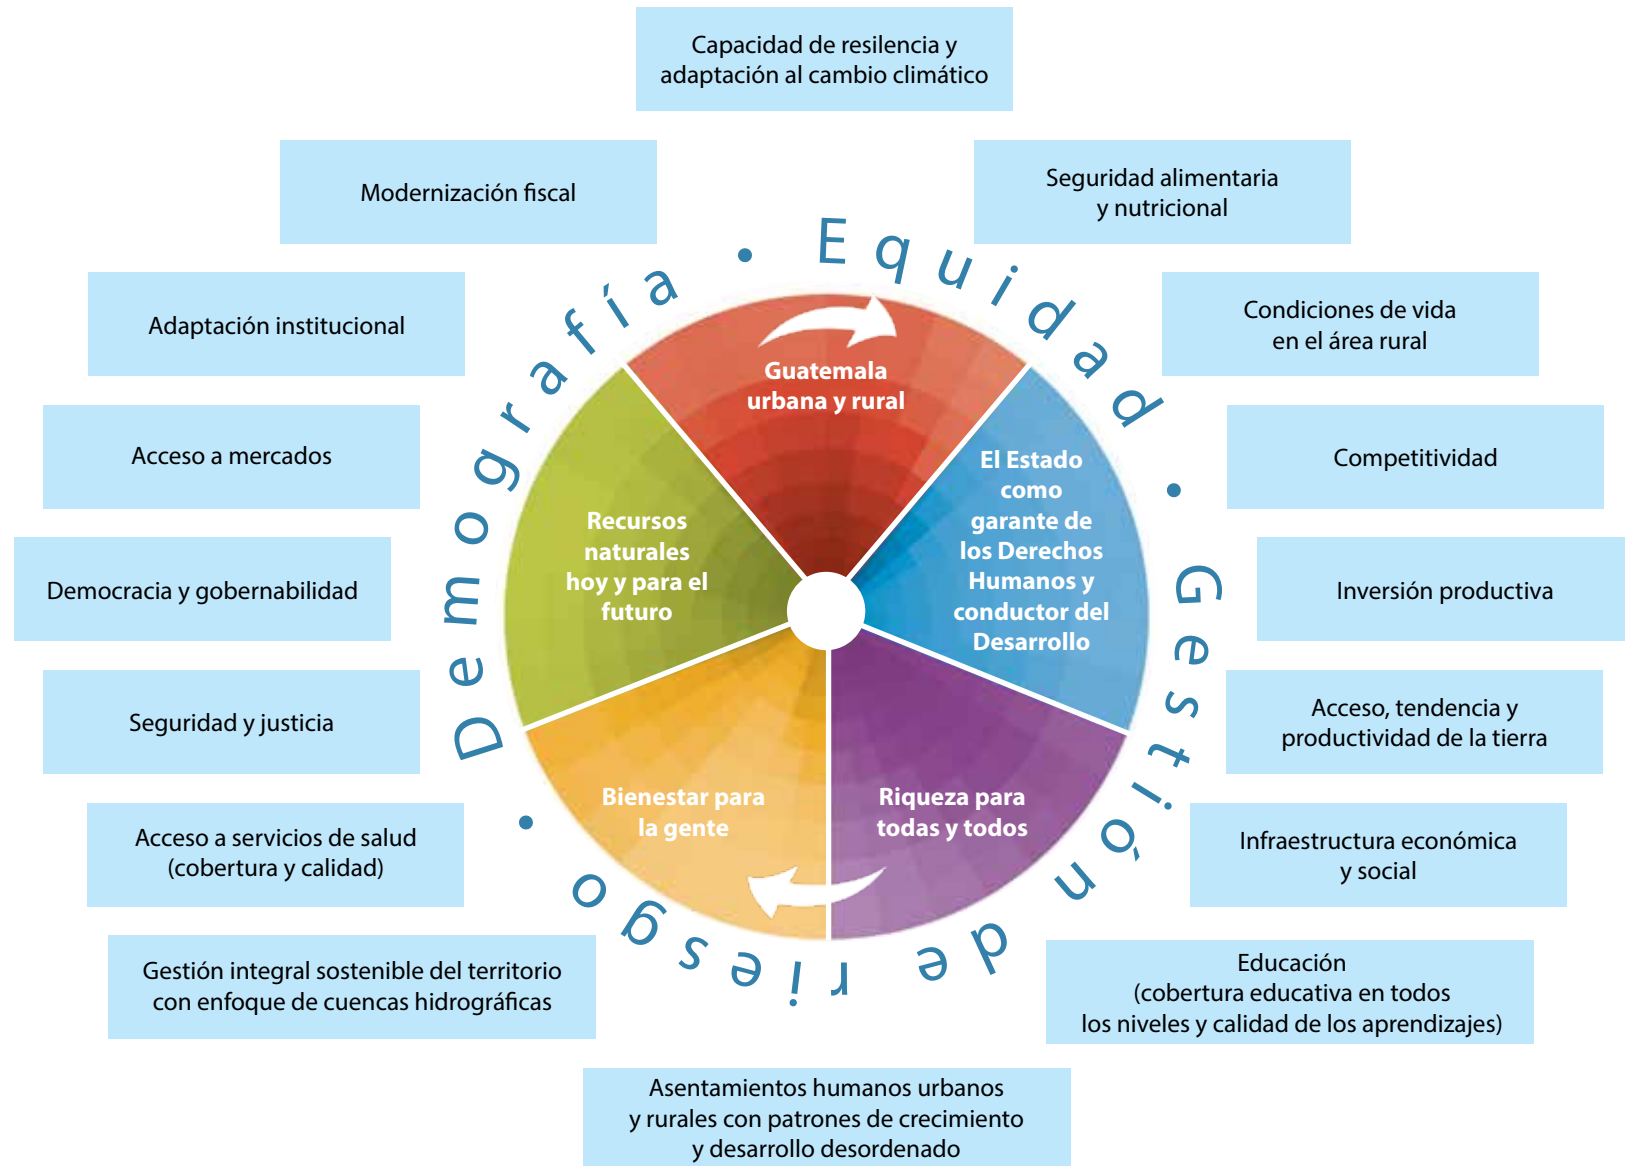 Capacidad de resilencia y
adaptación al cambio climático
Modernización fiscal
Seguridad alimentaria
y nutricional
Adaptación institucional
Condiciones de vida
en el área rural
Acceso a mercados
Competitividad
Democracia y gobernabilidad
Inversión productiva
Seguridad y justicia
Acceso, tendencia y
productividad de la tierra
Acceso a servicios de salud
(cobertura y calidad)
Infraestructura económica
y social
Gestión integral sostenible del territorio
con enfoque de cuencas hidrográficas
Educación
(cobertura educativa en todos
los niveles y calidad de los aprendizajes)
Asentamientos humanos urbanos
y rurales con patrones de crecimiento
y desarrollo desordenado
Demografía • Equidad • Gestión de riesgo •
Guatemala
urbana y rural
El Estado
como
garante de
los Derechos
Humanos y
conductor del
Desarrollo
Riqueza para
todas y todos
Bienestar para
la gente
Recursos
naturales
hoy y para el
futuro